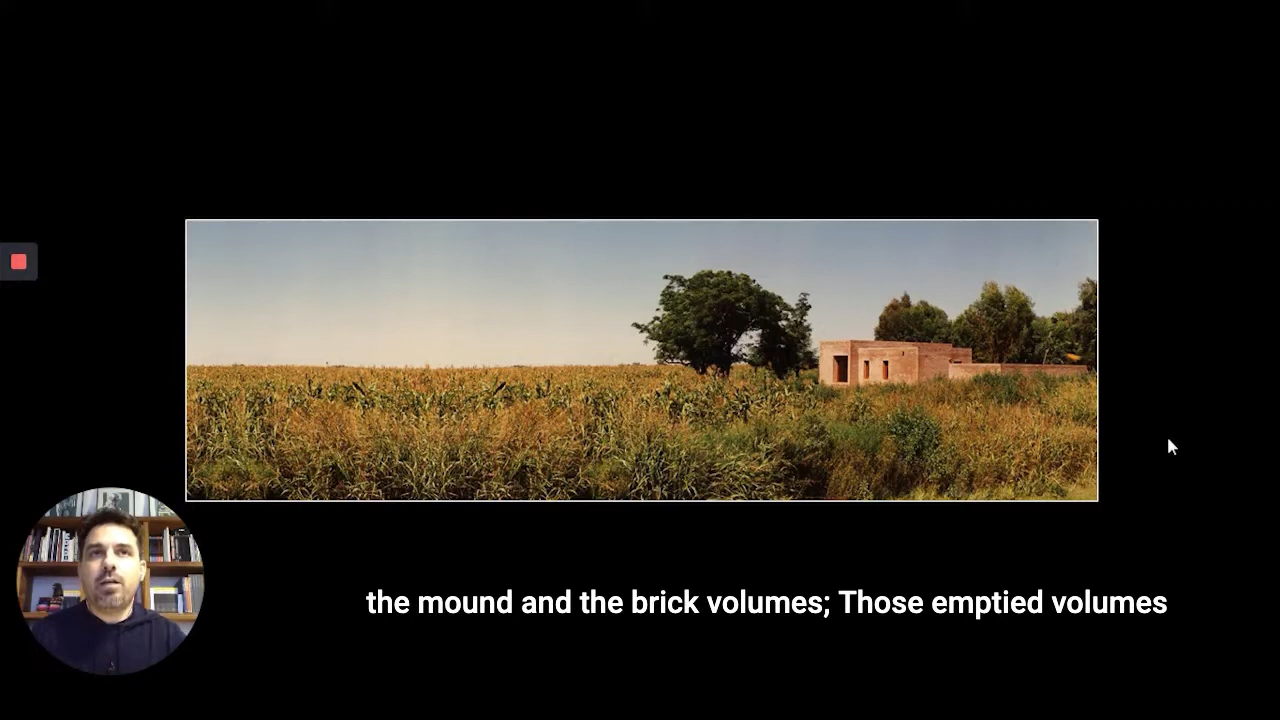 the mound and the brick volumes; Those emptied volumes